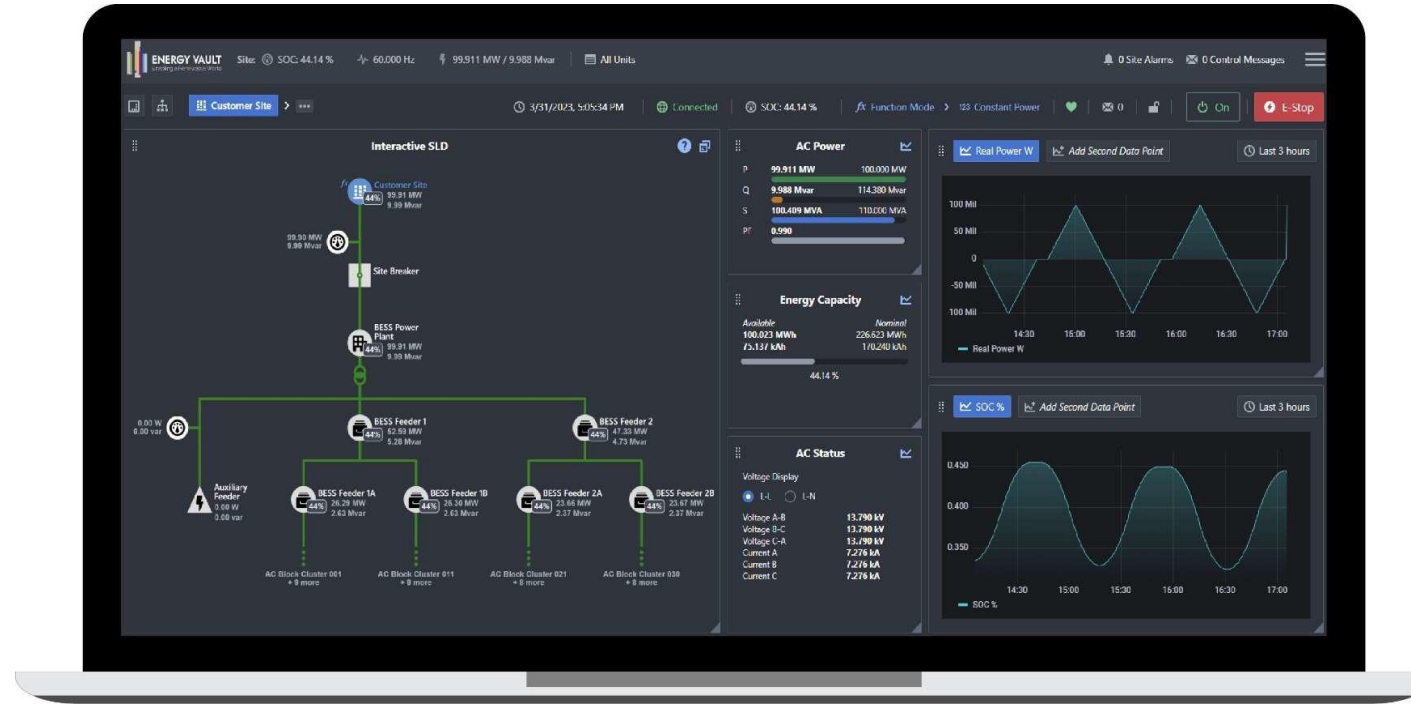 ENERGY VAULT Site: SOC: 44.14 % 60.000 Hz 99.911 MW / 9.988 Mvar All Units 0 Site Alarms 0 Control Messages
Customer Site > ... 3/31/2023, 5:05:34 PM Connected SOC: 44.14 % fx Function Mode > 123 Constant Power 0 On E-Stop
Interactive SLD
?
Customer Site
44%
99.91 MW
9.99 Mvar
99.90 MW
9.99 Mvar
Site Breaker
BESS Power
Plant
44%
99.91 MW
9.99 Mvar
0.00 W
0.00 var
BESS Feeder 1
44%
52.59 MW
5.28 Mvar
BESS Feeder 2
44%
47.33 MW
4.73 Mvar
Auxiliary
Feeder
0.00 W
0.00 var
BESS Feeder 1A
44%
26.29 MW
2.63 Mvar
BESS Feeder 1B
44%
26.30 MW
2.63 Mvar
BESS Feeder 2A
44%
23.66 MW
2.37 Mvar
BESS Feeder 2B
44%
23.67 MW
2.37 Mvar
AC Block Cluster 001
+ 9 more
AC Block Cluster 011
+ 9 more
AC Block Cluster 021
+ 8 more
AC Block Cluster 030
+ 8 more
AC Power
P 99.911 MW 100.000 MW
Q 9.988 Mvar 114.380 Mvar
S 100.409 MVA 110.000 MVA
PF 0.990
Energy Capacity
Available Nominal
100.023 MWh 226.623 MWh
75.137 kAh 170.240 kAh
44.14 %
AC Status
Voltage Display
L-L L-N
Voltage A-B 13.790 kV
Voltage B-C 13.790 kV
Voltage C-A 13.790 kV
Current A 7.276 kA
Current B 7.276 kA
Current C 7.276 kA
Real Power W Add Second Data Point Last 3 hours
100 Mil
50 Mil
0
-50 Mil
100 Mil
14:30 15:00 15:30 16:00 16:30 17:00
Real Power W
SOC % Add Second Data Point Last 3 hours
0.450
0.400
0.350
14:30 15:00 15:30 16:00 16:30 17:00
SOC %